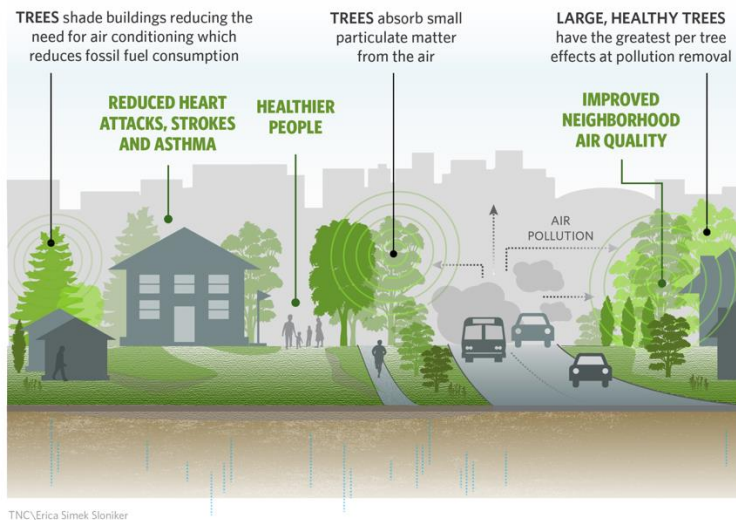 TREES shade buildings reducing the
need for air conditioning which
reduces fossil fuel consumption
TREES absorb small
particulate matter
from the air
LARGE, HEALTHY TREES
have the greatest per tree
effects at pollution removal
REDUCED HEART
ATTACKS, STROKES
AND ASTHMA
HEALTHIER
PEOPLE
IMPROVED
NEIGHBORHOOD
AIR QUALITY
AIR
POLLUTION
TNC\Erica Simek Sloniker